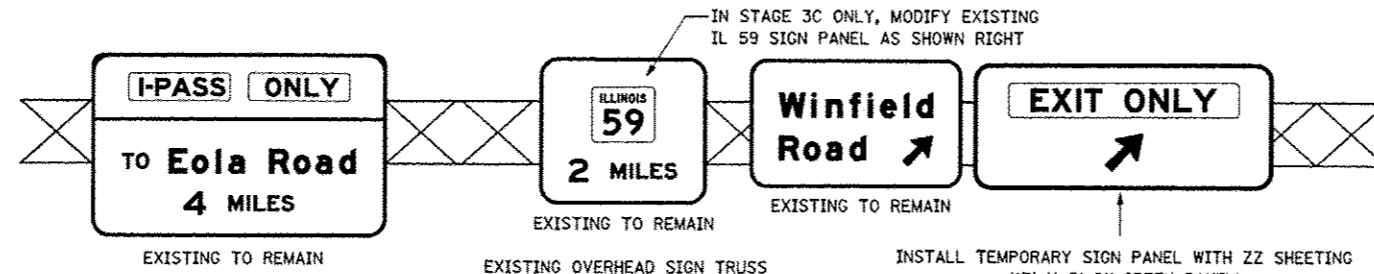 IN STAGE 3C ONLY, MODIFY EXISTING
IL 59 SIGN PANEL AS SHOWN RIGHT
I-PASS ONLY
TO Eola Road
4 MILES
EXISTING TO REMAIN
ILLINOIS
59
2 MILES
EXISTING TO REMAIN
Winfield
Road
EXISTING TO REMAIN
EXIT ONLY
EXISTING OVERHEAD SIGN TRUSS
INSTALL TEMPORARY SIGN PANEL WITH ZZ SHEETING